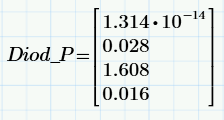 1.314 • 10⁻¹⁴
0.028
Diod_P =
1.608
0.016